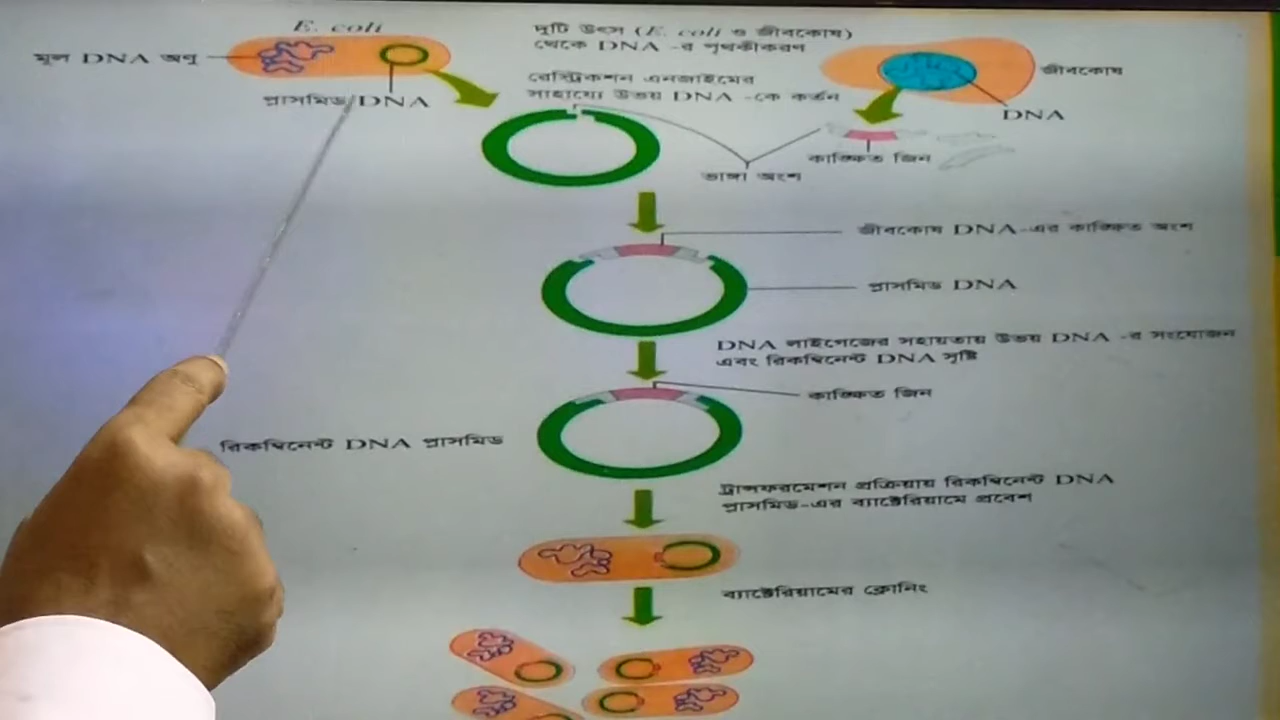 E. coli
মূল DNA অণু
প্লাসমিড DNA
দুটি উৎস (E. coli ও জীবকোষ)
থেকে DNA -র পৃথকীকরণ
রেস্ট্রিকশন এনজাইমের
সাহায্যে উভয় DNA -কে কর্তন
জীবকোষ
DNA
কাঙ্ক্ষিত জিন
ভাঙ্গা অংশ
জীবকোষ DNA-এর কাঙ্ক্ষিত অংশ
প্লাসমিড DNA
DNA লাইগেজের সহায়তায় উভয় DNA -র সংযোজন
এবং রিকম্বিনেন্ট DNA সৃষ্টি
কাঙ্ক্ষিত জিন
রিকম্বিনেন্ট DNA প্লাসমিড
ট্রান্সফরমেশন প্রক্রিয়ায় রিকম্বিনেন্ট DNA
প্লাসমিড-এর ব্যাক্টেরিয়ামে প্রবেশ
ব্যাক্টেরিয়ামের ক্লোনিং